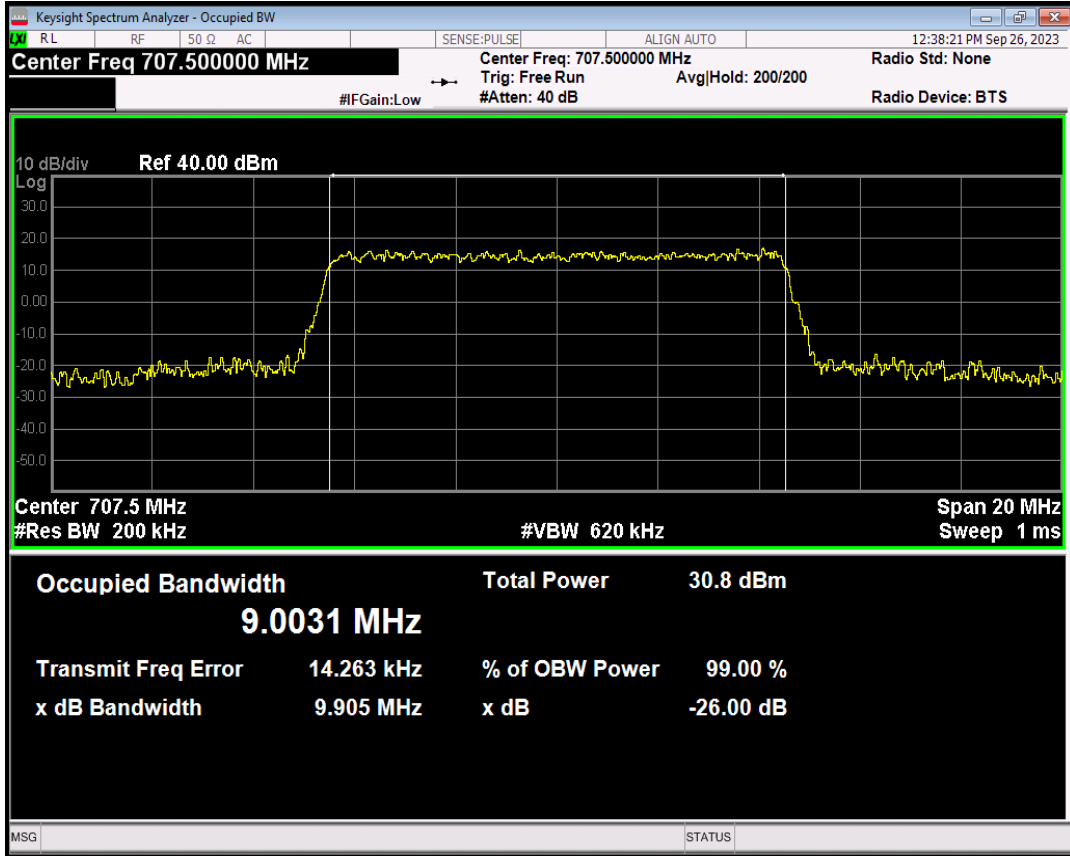 Keysight Spectrum Analyzer - Occupied BW
LXI RL RF 50 Ω AC SENSE:PULSE ALIGN AUTO 12:38:21 PM Sep 26, 2023
Center Freq 707.500000 MHz Center Freq: 707.500000 MHz Radio Std: None
Trig: Free Run Avg|Hold: 200/200
#IFGain:Low #Atten: 40 dB Radio Device: BTS
10 dB/div Ref 40.00 dBm
Log
30.0
20.0
10.0
0.00
-10.0
-20.0
-30.0
-40.0
-50.0
Center 707.5 MHz Span 20 MHz
#Res BW 200 kHz #VBW 620 kHz Sweep 1 ms
Occupied Bandwidth Total Power 30.8 dBm
9.0031 MHz
Transmit Freq Error 14.263 kHz % of OBW Power 99.00 %
x dB Bandwidth 9.905 MHz x dB -26.00 dB
MSG STATUS